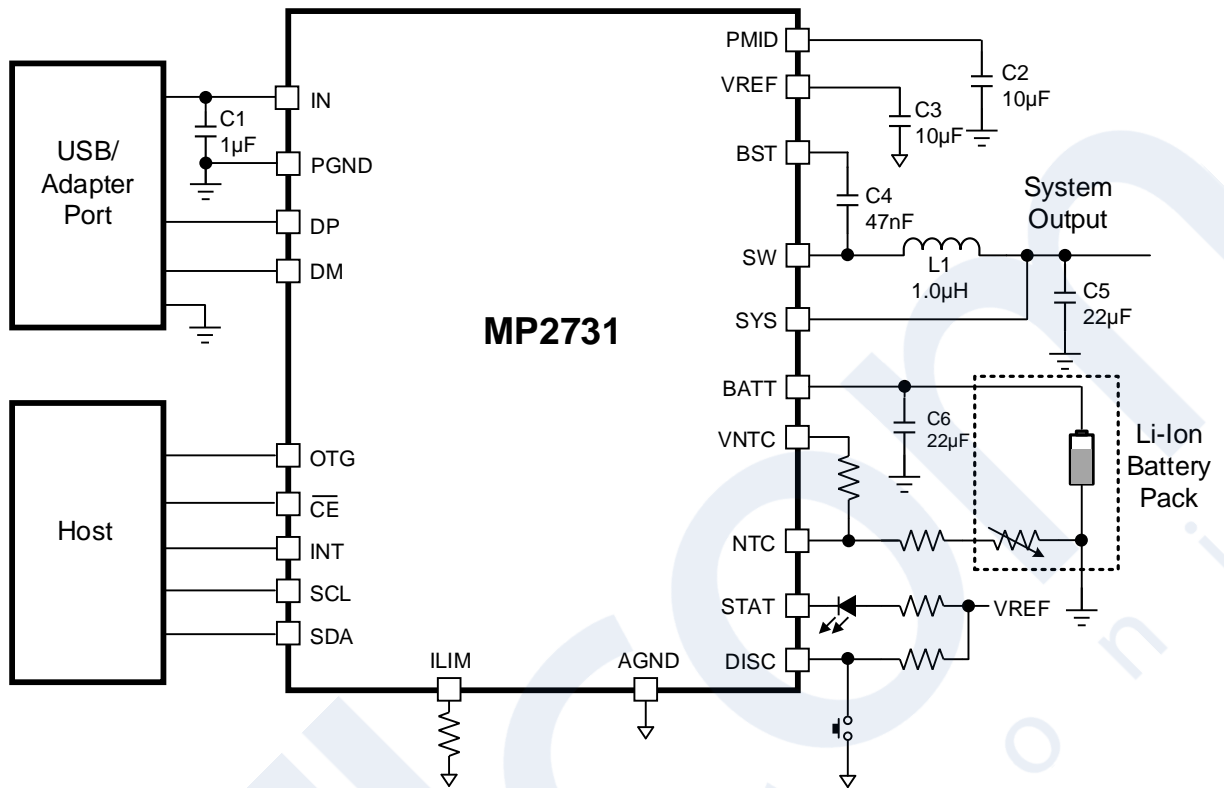 USB/
Adapter
Port
Host
C1
1µF
IN
PGND
DP
DM
OTG
CE
INT
SCL
SDA
ILIM
AGND
MP2731
PMID
VREF
BST
SW
SYS
BATT
VNTC
NTC
STAT
DISC
C2
10µF
C3
10µF
C4
47nF
L1
1.0µH
System
Output
C5
22µF
C6
22µF
Li-Ion
Battery
Pack
VREF